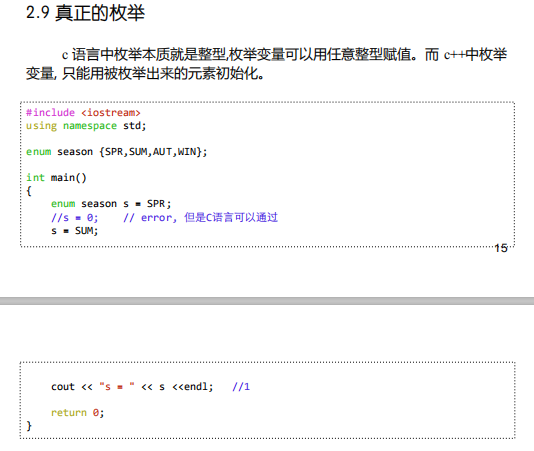 2.9 真正的枚举
c 语言中枚举本质就是整型,枚举变量可以用任意整型赋值。而 c++中枚举
变量, 只能用被枚举出来的元素初始化。
#include <iostream>
using namespace std;
enum season {SPR,SUM,AUT,WIN};
int main()
{
enum season s = SPR;
//s = 0; // error, 但是C语言可以通过
s = SUM;
15
cout << "s = " << s <<endl; //1
return 0;
}